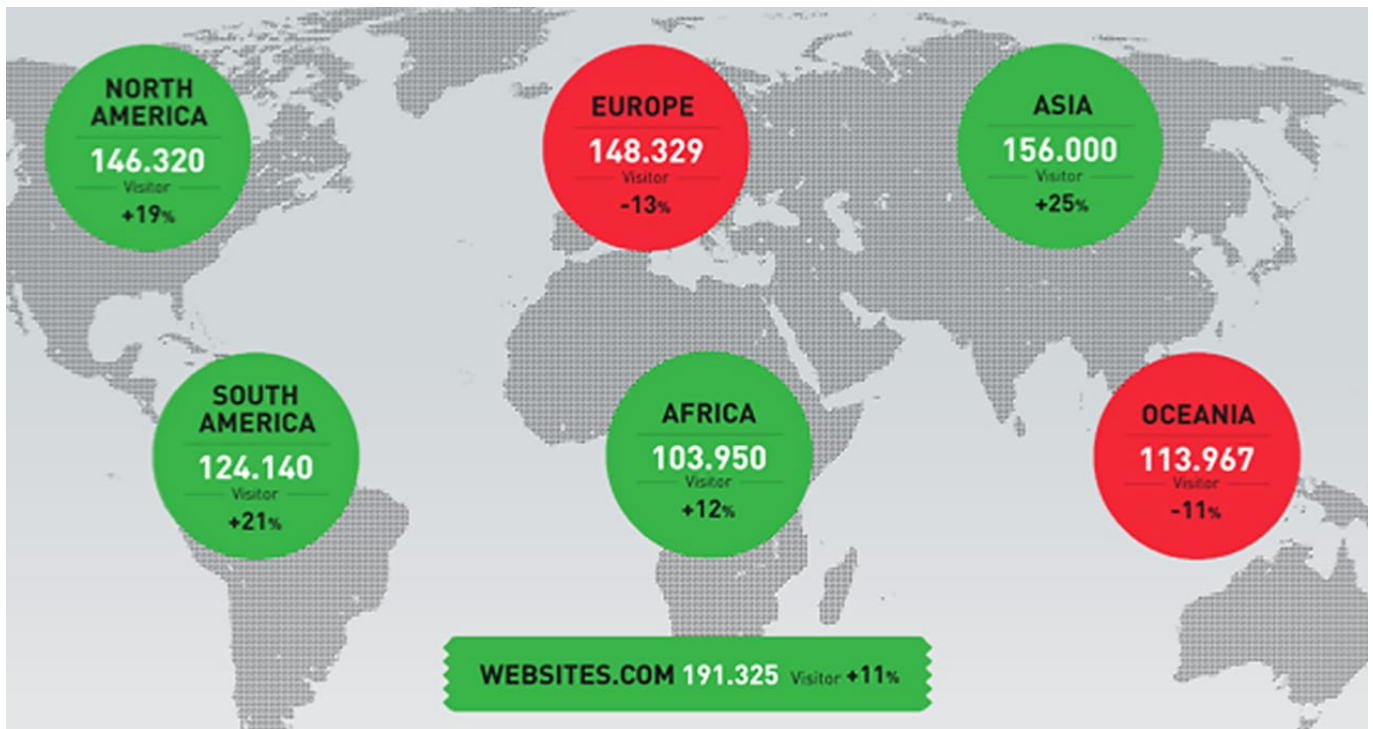 NORTH
AMERICA
146.320
Visitor
+19%
EUROPE
148.329
Visitor
-13%
ASIA
156.000
Visitor
+25%
SOUTH
AMERICA
124.140
Visitor
+21%
AFRICA
103.950
Visitor
+12%
OCEANIA
113.967
Visitor
-11%
WEBSITES.COM 191.325 Visitor +11%